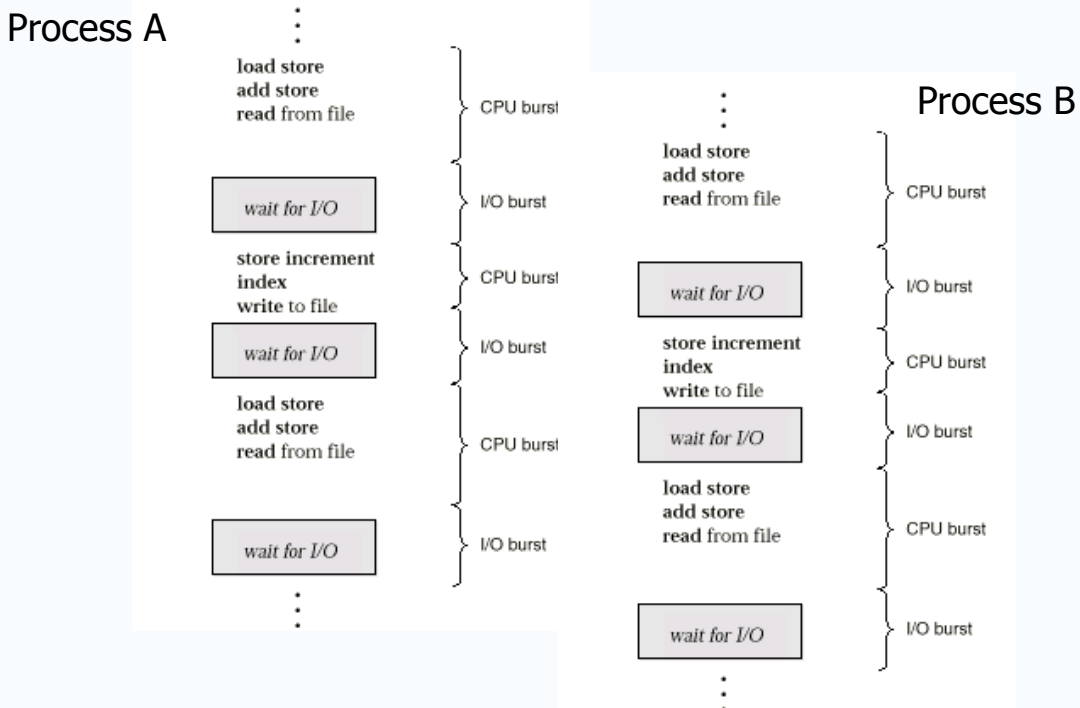 Process A
load store
add store
read from file
CPU burst
wait for I/O
I/O burst
store increment
index
write to file
CPU burst
wait for I/O
I/O burst
load store
add store
read from file
CPU burst
wait for I/O
I/O burst
Process B
load store
add store
read from file
CPU burst
wait for I/O
I/O burst
store increment
index
write to file
CPU burst
wait for I/O
I/O burst
load store
add store
read from file
CPU burst
wait for I/O
I/O burst